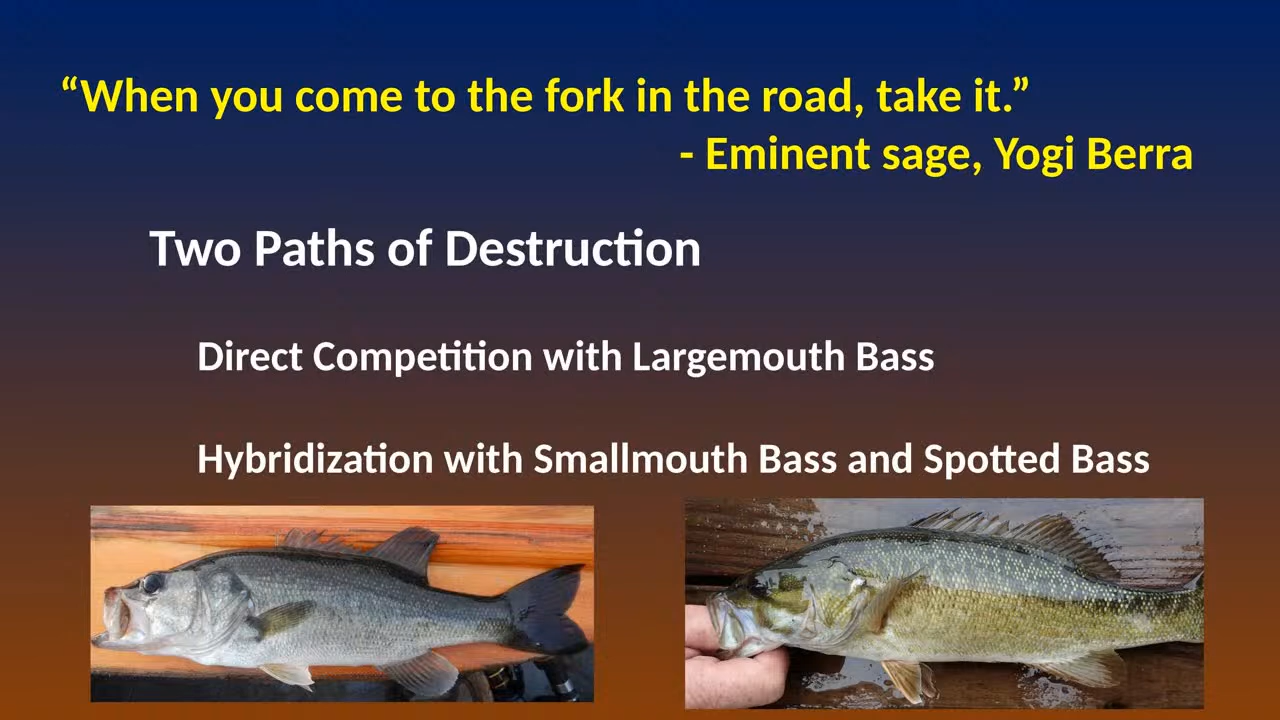 “When you come to the fork in the road, take it.”
- Eminent sage, Yogi Berra
Two Paths of Destruction
Direct Competition with Largemouth Bass
Hybridization with Smallmouth Bass and Spotted Bass